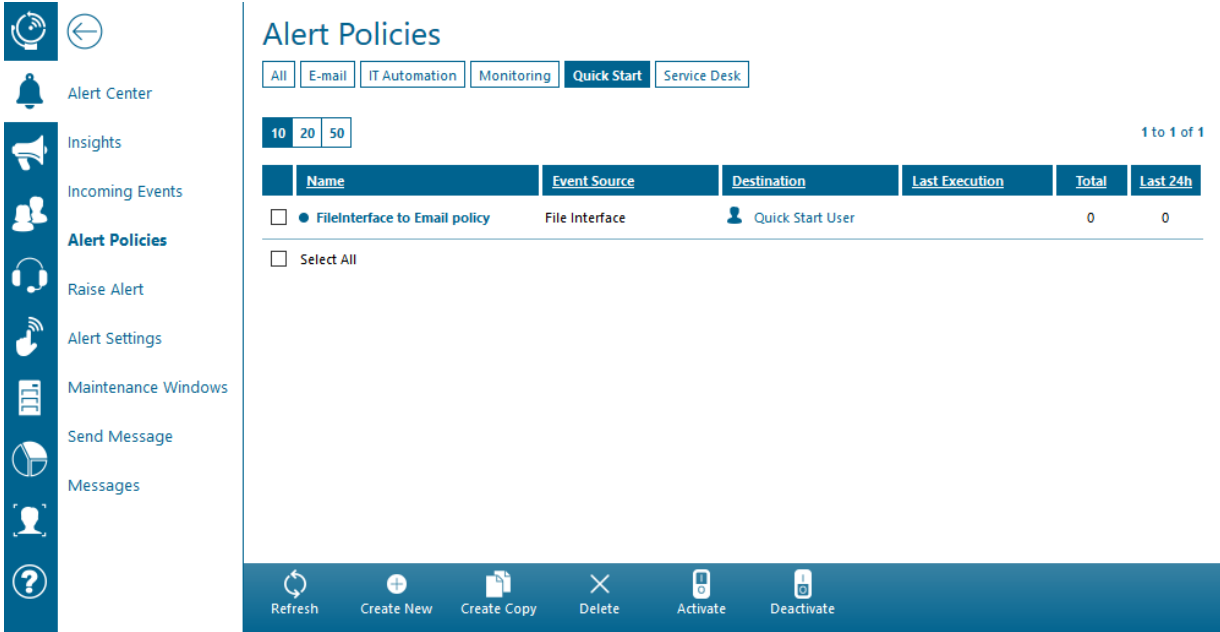 Alert Policies
All E-mail IT Automation Monitoring Quick Start Service Desk
10 20 50
1 to 1 of 1
Name Event Source Destination Last Execution Total Last 24h
FileInterface to Email policy File Interface Quick Start User 0 0
Select All
Alert Center
Insights
Incoming Events
Alert Policies
Raise Alert
Alert Settings
Maintenance Windows
Send Message
Messages
?
Refresh Create New Create Copy Delete Activate Deactivate